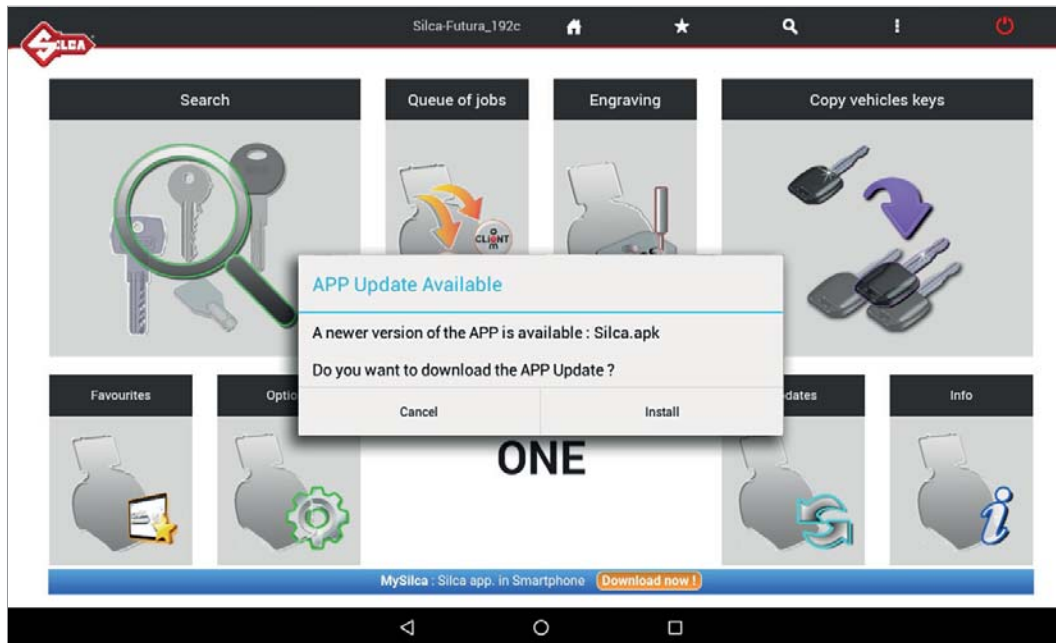 SILCA
Silca-Futura_192c
Search
Queue of jobs
Engraving
Copy vehicles keys
CLIENT
APP Update Available
A newer version of the APP is available : Silca.apk
Do you want to download the APP Update ?
Cancel
Install
Favourites
Optio
dates
Info
ONE
MySilca : Silca app. in Smartphone Download now !